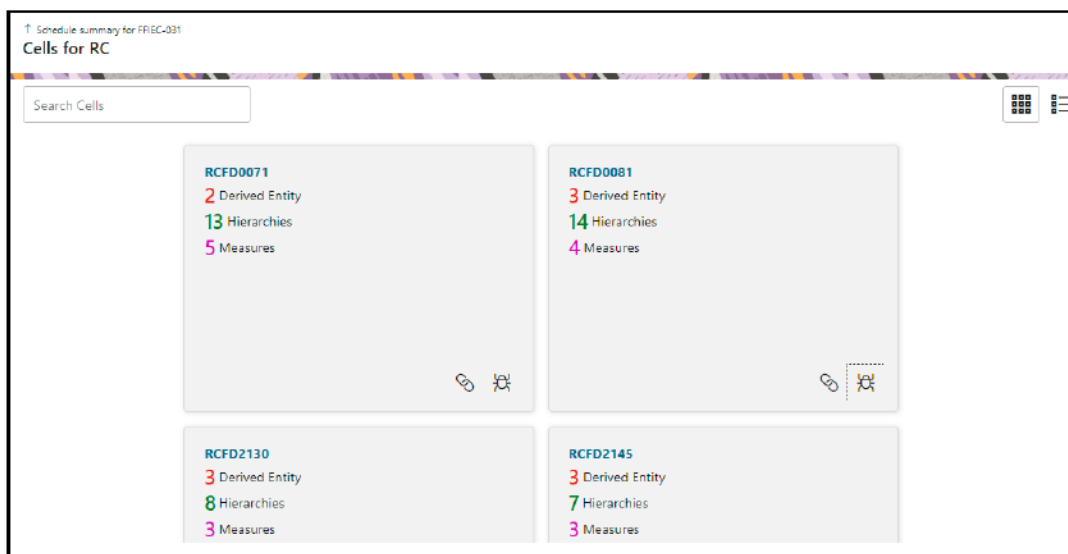 ↑ Schedule summary for FFIEC-031
Cells for RC
Search Cells
RCFD0071
2 Derived Entity
13 Hierarchies
5 Measures
RCFD0081
3 Derived Entity
14 Hierarchies
4 Measures
RCFD2130
3 Derived Entity
8 Hierarchies
3 Measures
RCFD2145
3 Derived Entity
7 Hierarchies
3 Measures